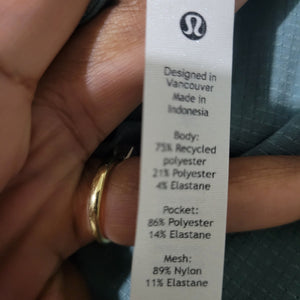 Designed in
Vancouver
Made in
Indonesia
Body:
75% Recycled
polyester
21% Polyester
4% Elastane
Pocket:
86% Polyester
14% Elastane
Mesh:
89% Nylon
11% Elastane